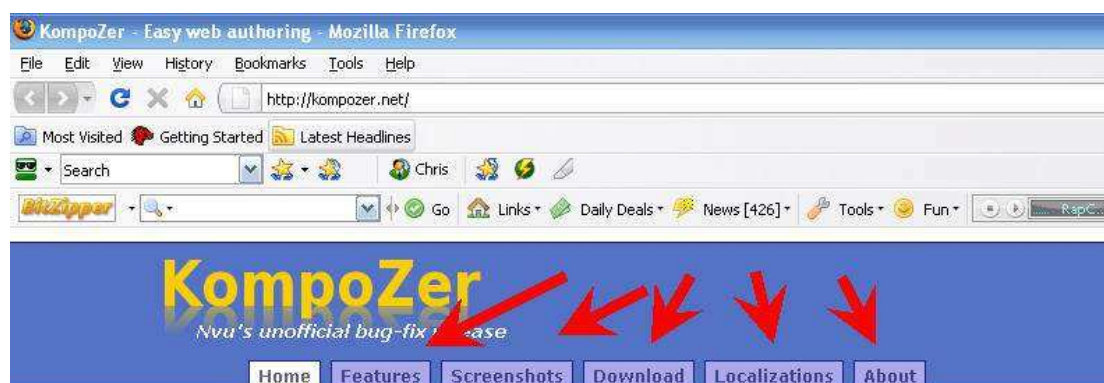 KompoZer - Easy web authoring - Mozilla Firefox
File Edit View History Bookmarks Tools Help
http://kompozer.net/
Most Visited Getting Started Latest Headlines
Search Chris
BitZipper Go Links Daily Deals News [426] Tools Fun RapC..
KompoZer
Nvu's unofficial bug-fix
Home Features Screenshots Download Localizations About